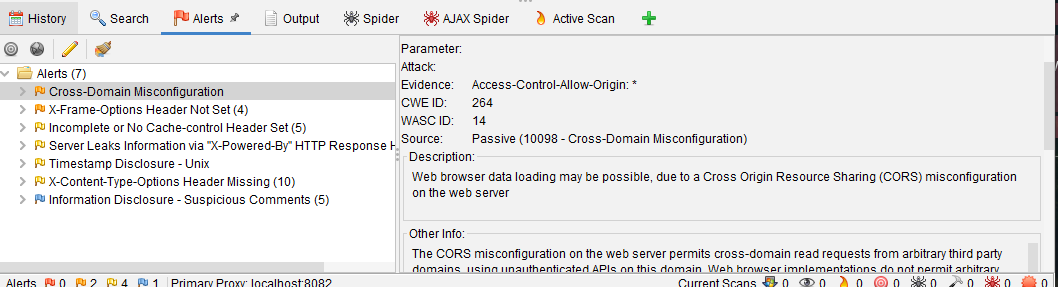 History Search Alerts Output Spider AJAX Spider Active Scan
Alerts (7)
Cross-Domain Misconfiguration
X-Frame-Options Header Not Set (4)
Incomplete or No Cache-control Header Set (5)
Server Leaks Information via "X-Powered-By" HTTP Response H
Timestamp Disclosure - Unix
X-Content-Type-Options Header Missing (10)
Information Disclosure - Suspicious Comments (5)
Parameter:
Attack:
Evidence: Access-Control-Allow-Origin: *
CWE ID: 264
WASC ID: 14
Source: Passive (10098 - Cross-Domain Misconfiguration)
Description:
Web browser data loading may be possible, due to a Cross Origin Resource Sharing (CORS) misconfiguration
on the web server
Other Info:
The CORS misconfiguration on the web server permits cross-domain read requests from arbitrary third party
domains, using unauthenticated APIs on this domain. Web browser implementations do not permit arbitrary
Alerts 0 2 4 1 Primary Proxy: localhost:8082 Current Scans 0 0 0 0 0 0 0 0